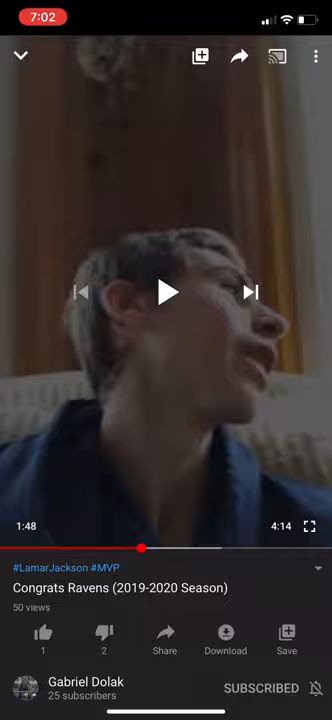 7:02
1:48
4:14
#LamarJackson #MVP
Congrats Ravens (2019-2020 Season)
50 views
1
2
Share
Download
Save
Gabriel Dolak
25 subscribers
SUBSCRIBED